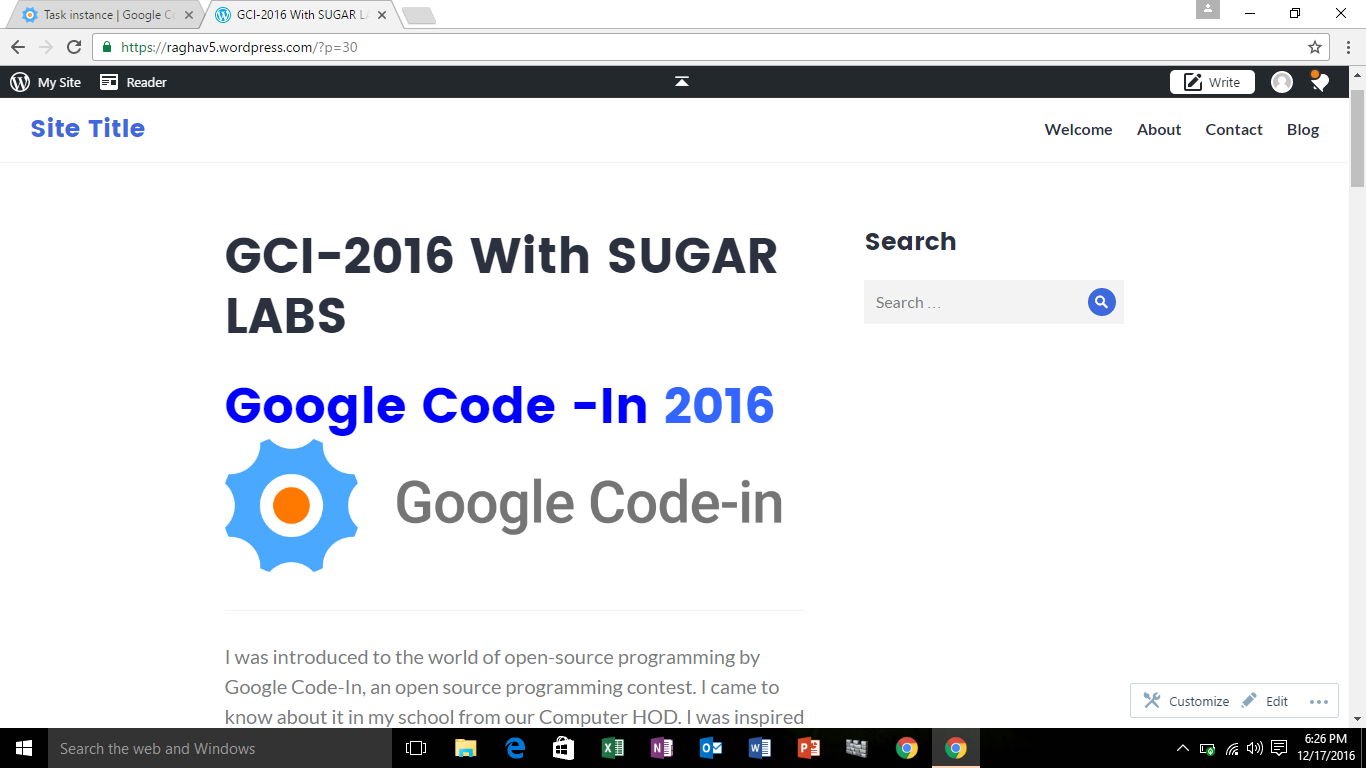 Task instance | Google Co
GCI-2016 With SUGAR LA
https://raghav5.wordpress.com/?p=30
My Site Reader Write
Site Title Welcome About Contact Blog
GCI-2016 With SUGAR
LABS
Search
Search …
Google Code -In 2016
Google Code-in
I was introduced to the world of open-source programming by
Google Code-In, an open source programming contest. I came to
know about it in my school from our Computer HOD. I was inspired
Customize Edit
Search the web and Windows
6:26 PM
12/17/2016